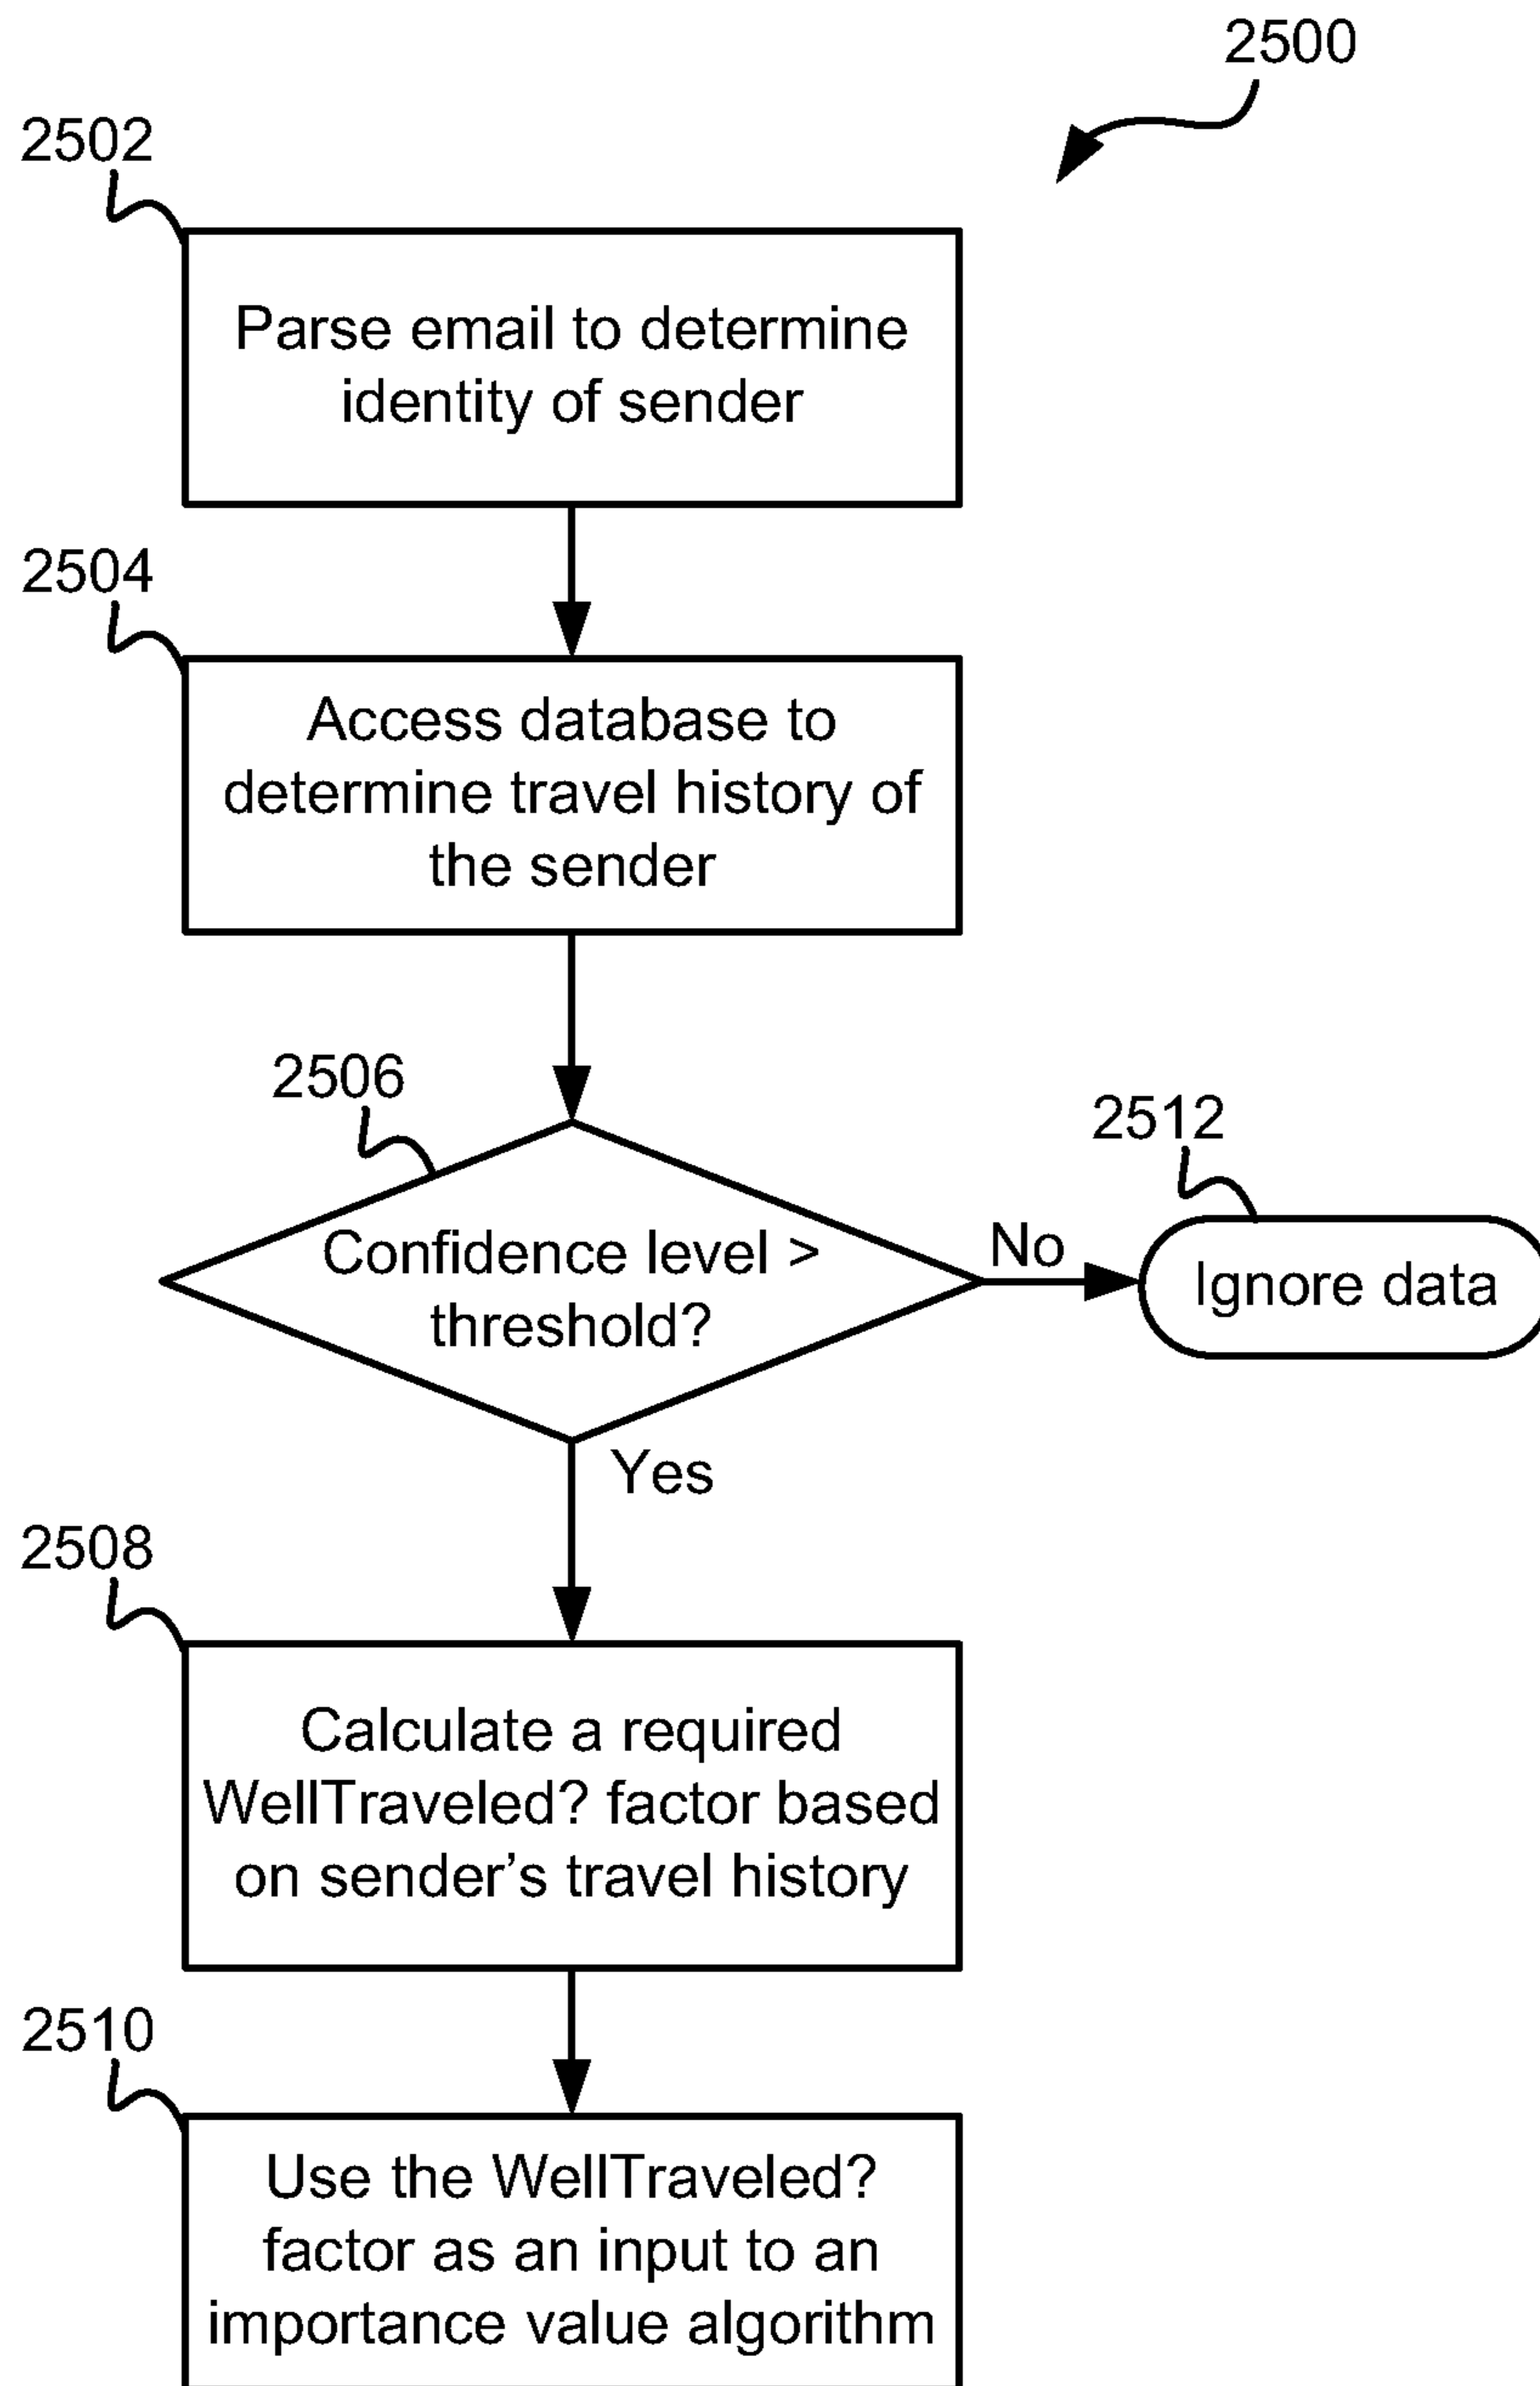 2500
2502
Parse email to determine
identity of sender
2504
Access database to
determine travel history of
the sender
2506
Confidence level >
threshold?
No
2512
Ignore data
Yes
2508
Calculate a required
WellTraveled? factor based
on sender’s travel history
2510
Use the WellTraveled?
factor as an input to an
importance value algorithm